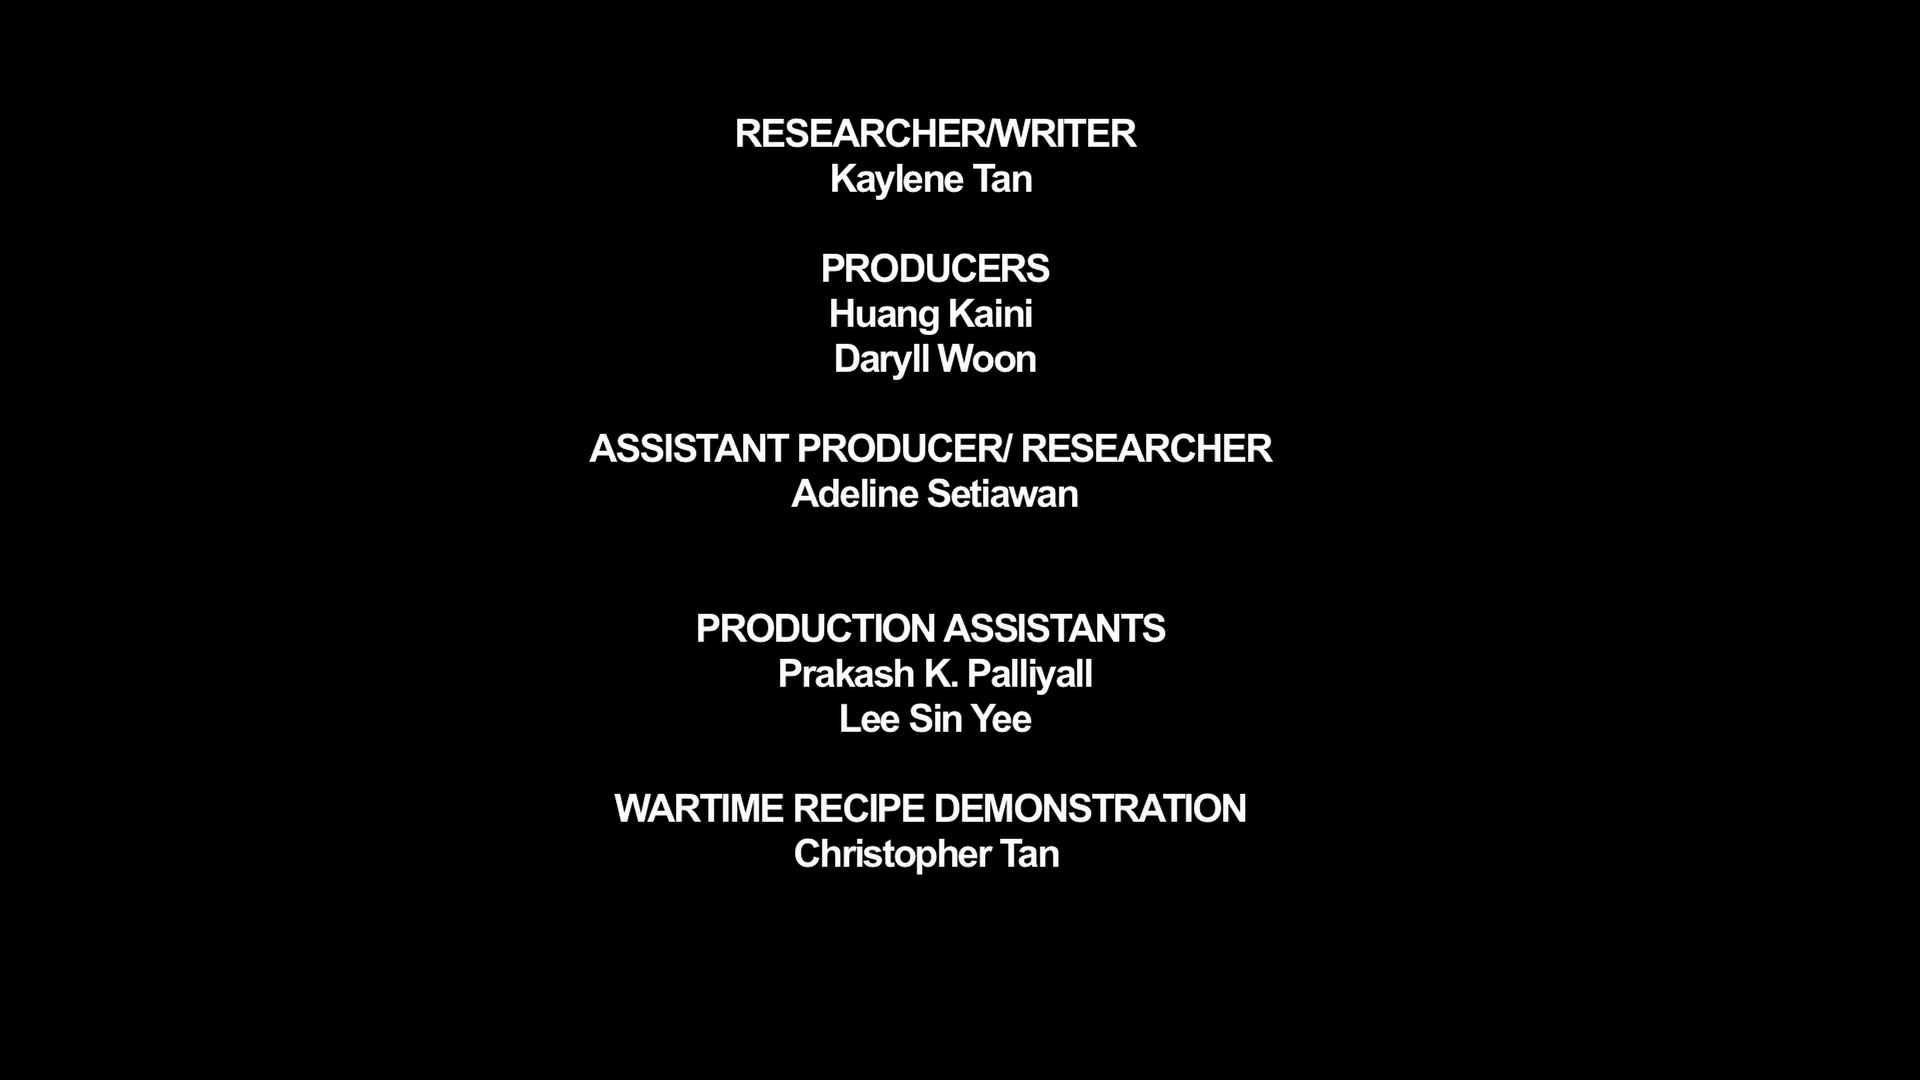 RESEARCHER/WRITER
Kaylene Tan
PRODUCERS
Huang Kaini
Daryll Woon
ASSISTANT PRODUCER/ RESEARCHER
Adeline Setiawan
PRODUCTION ASSISTANTS
Prakash K. Palliyall
Lee Sin Yee
WARTIME RECIPE DEMONSTRATION
Christopher Tan